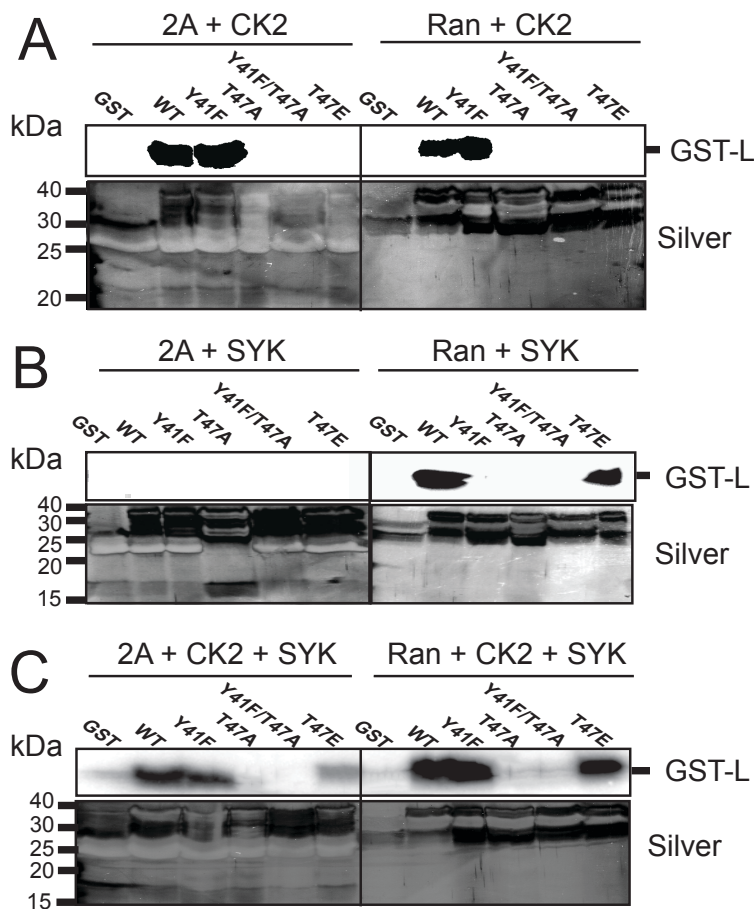 A
2A + CK2 Ran + CK2
GST WT Y41F T47A Y41F/T47A T47E GST WT Y41F T47A Y41F/T47A T47E
kDa
GST-L
40
30
25
20
Silver
B
2A + SYK Ran + SYK
GST WT Y41F T47A Y41F/T47A T47E GST WT Y41F T47A Y41F/T47A T47E
kDa
GST-L
40
30
25
20
15
Silver
C
2A + CK2 + SYK Ran + CK2 + SYK
GST WT Y41F T47A Y41F/T47A T47E GST WT Y41F T47A Y41F/T47A T47E
kDa
GST-L
40
30
25
20
15
Silver